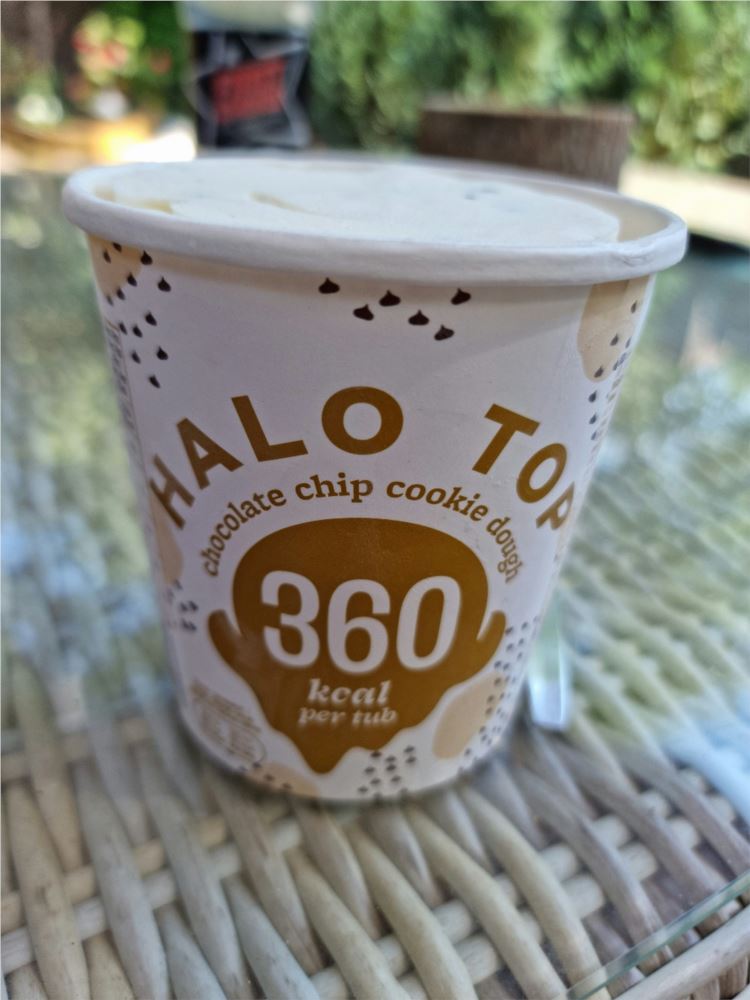 HALO TOP
chocolate chip cookie dough
360
kcal
per tub